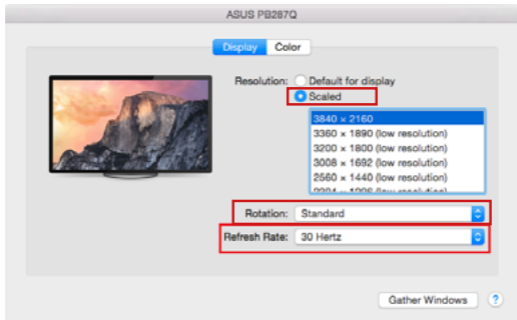 ASUS PB287Q
Display Color
Resolution: Default for display
Scaled
3840 × 2160
3360 × 1890 (low resolution)
3200 × 1800 (low resolution)
3008 × 1692 (low resolution)
2560 × 1440 (low resolution)
Rotation: Standard
Refresh Rate: 30 Hertz
Gather Windows ?